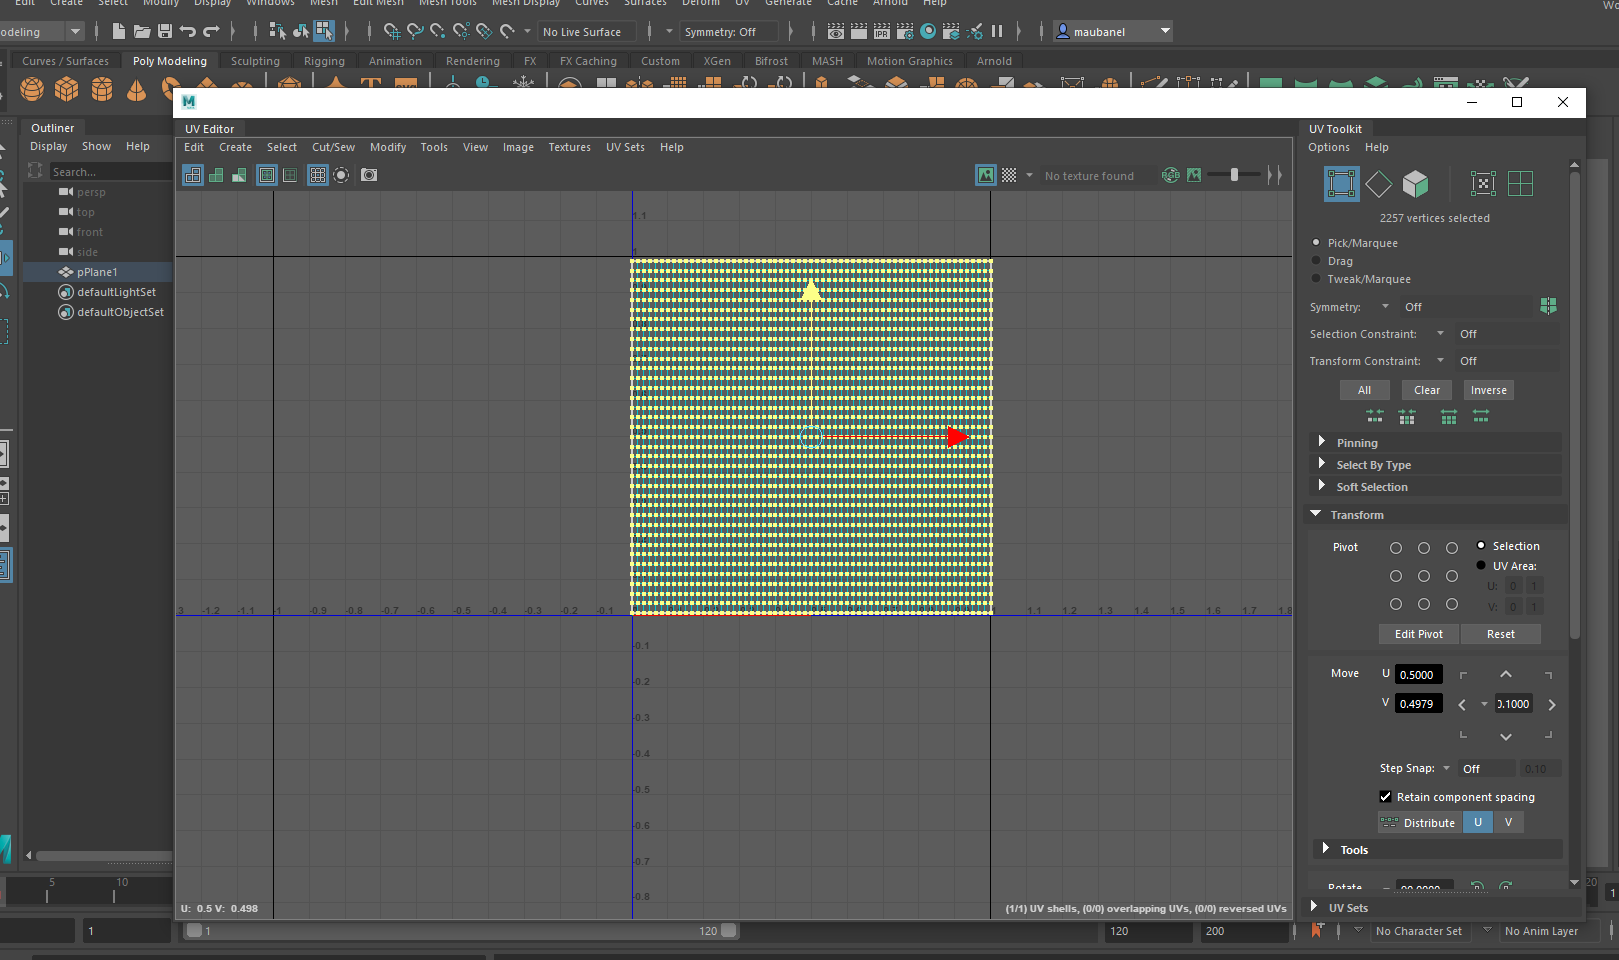 Edit Create Select Modify Display Windows Mesh Edit Mesh Mesh Tools Mesh Display Curves Surfaces Deform UV Generate Cache Arnold Help
odeling No Live Surface Symmetry: Off IPR maubanel
Curves / Surfaces Poly Modeling Sculpting Rigging Animation Rendering FX FX Caching Custom XGen Bifrost MASH Motion Graphics Arnold
M
Outliner
Display Show Help
Search...
persp
top
front
side
pPlane1
defaultLightSet
defaultObjectSet
UV Editor
Edit Create Select Cut/Sew Modify Tools View Image Textures UV Sets Help
No texture found RGB
1.1
1
3 -1.2 -1.1 -1 -0.9 -0.8 -0.7 -0.6 -0.5 -0.4 -0.3 -0.2 -0.1 1.1 1.2 1.3 1.4 1.5 1.6 1.7 1.8
-0.1
-0.2
-0.3
-0.4
-0.5
-0.6
-0.7
-0.8
U: 0.5 V: 0.498 (1/1) UV shells, (0/0) overlapping UVs, (0/0) reversed UVs
UV Toolkit
Options Help
2257 vertices selected
Pick/Marquee
Drag
Tweak/Marquee
Symmetry: Off
Selection Constraint: Off
Transform Constraint: Off
All Clear Inverse
Pinning
Select By Type
Soft Selection
Transform
Pivot Selection
UV Area:
U: 0 1
V: 0 1
Edit Pivot Reset
Move U 0.5000
V 0.4979 0.1000
Step Snap: Off 0.10
Retain component spacing
Distribute U V
Tools
Rotate 90.0000
UV Sets
5 10 20 1
1 1 120 120 200 No Character Set No Anim Layer